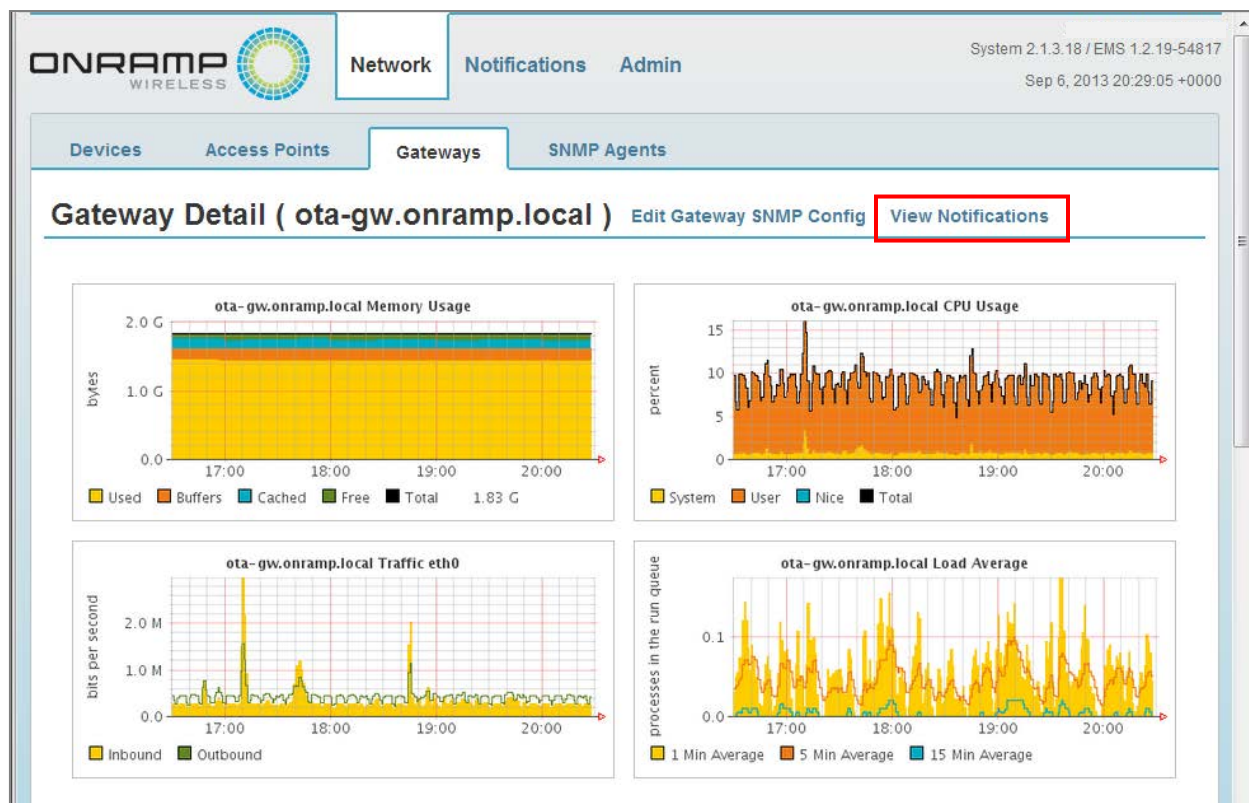 ONRAMP
WIRELESS
Network
Notifications
Admin
System 2.1.3.18 / EMS 1.2.19-54817
Sep 6, 2013 20:29:05 +0000
Devices
Access Points
Gateways
SNMP Agents
Gateway Detail ( ota-gw.onramp.local )
Edit Gateway SNMP Config
View Notifications
ota-gw.onramp.local Memory Usage
bytes
2.0 G
1.0 G
0.0
17:00 18:00 19:00 20:00
Used Buffers Cached Free Total 1.83 G
ota-gw.onramp.local CPU Usage
percent
15
10
5
0
17:00 18:00 19:00 20:00
System User Nice Total
ota-gw.onramp.local Traffic eth0
bits per second
2.0 M
1.0 M
0.0
17:00 18:00 19:00 20:00
Inbound Outbound
ota-gw.onramp.local Load Average
processes in the run queue
0.1
0.0
17:00 18:00 19:00 20:00
1 Min Average 5 Min Average 15 Min Average